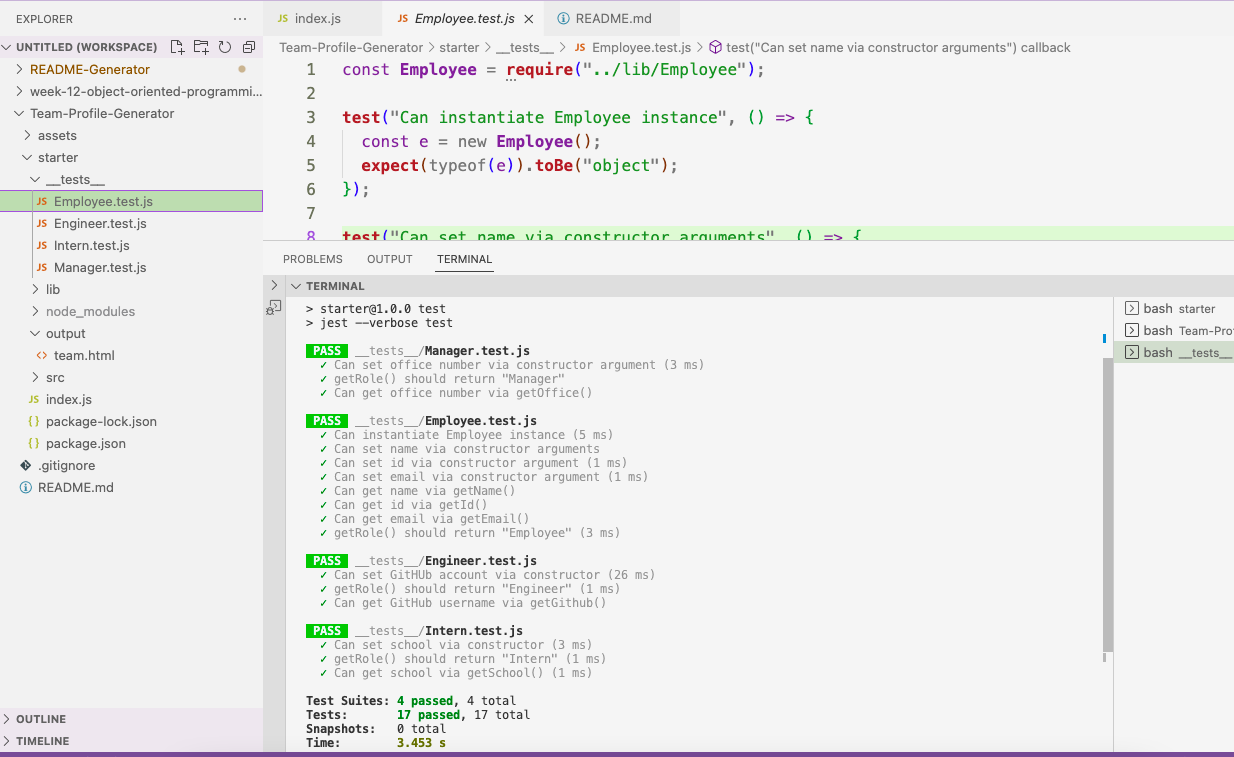 EXPLORER
UNTITLED (WORKSPACE)
README-Generator
week-12-object-oriented-programmi...
Team-Profile-Generator
assets
starter
__tests__
JS Employee.test.js
JS Engineer.test.js
JS Intern.test.js
JS Manager.test.js
lib
node_modules
output
<> team.html
src
JS index.js
{} package-lock.json
{} package.json
.gitignore
README.md
OUTLINE
TIMELINE
JS index.js JS Employee.test.js README.md
Team-Profile-Generator > starter > __tests__ > JS Employee.test.js > test("Can set name via constructor arguments") callback
1 const Employee = require("../lib/Employee");
2
3 test("Can instantiate Employee instance", () => {
4 const e = new Employee();
5 expect(typeof(e)).toBe("object");
6 });
7
8 test("Can set name via constructor arguments", () => {
PROBLEMS OUTPUT TERMINAL
TERMINAL
> starter@1.0.0 test
> jest --verbose test
PASS __tests__/Manager.test.js
✓ Can set office number via constructor argument (3 ms)
✓ getRole() should return "Manager"
✓ Can get office number via getOffice()
PASS __tests__/Employee.test.js
✓ Can instantiate Employee instance (5 ms)
✓ Can set name via constructor arguments
✓ Can set id via constructor argument (1 ms)
✓ Can set email via constructor argument (1 ms)
✓ Can get name via getName()
✓ Can get id via getId()
✓ Can get email via getEmail()
✓ getRole() should return "Employee" (3 ms)
PASS __tests__/Engineer.test.js
✓ Can set GitHUb account via constructor (26 ms)
✓ getRole() should return "Engineer" (1 ms)
✓ Can get GitHub username via getGithub()
PASS __tests__/Intern.test.js
✓ Can set school via constructor (3 ms)
✓ getRole() should return "Intern" (1 ms)
✓ Can get school via getSchool() (1 ms)
Test Suites: 4 passed, 4 total
Tests: 17 passed, 17 total
Snapshots: 0 total
Time: 3.453 s
bash starter
bash Team-Pro
bash __tests__